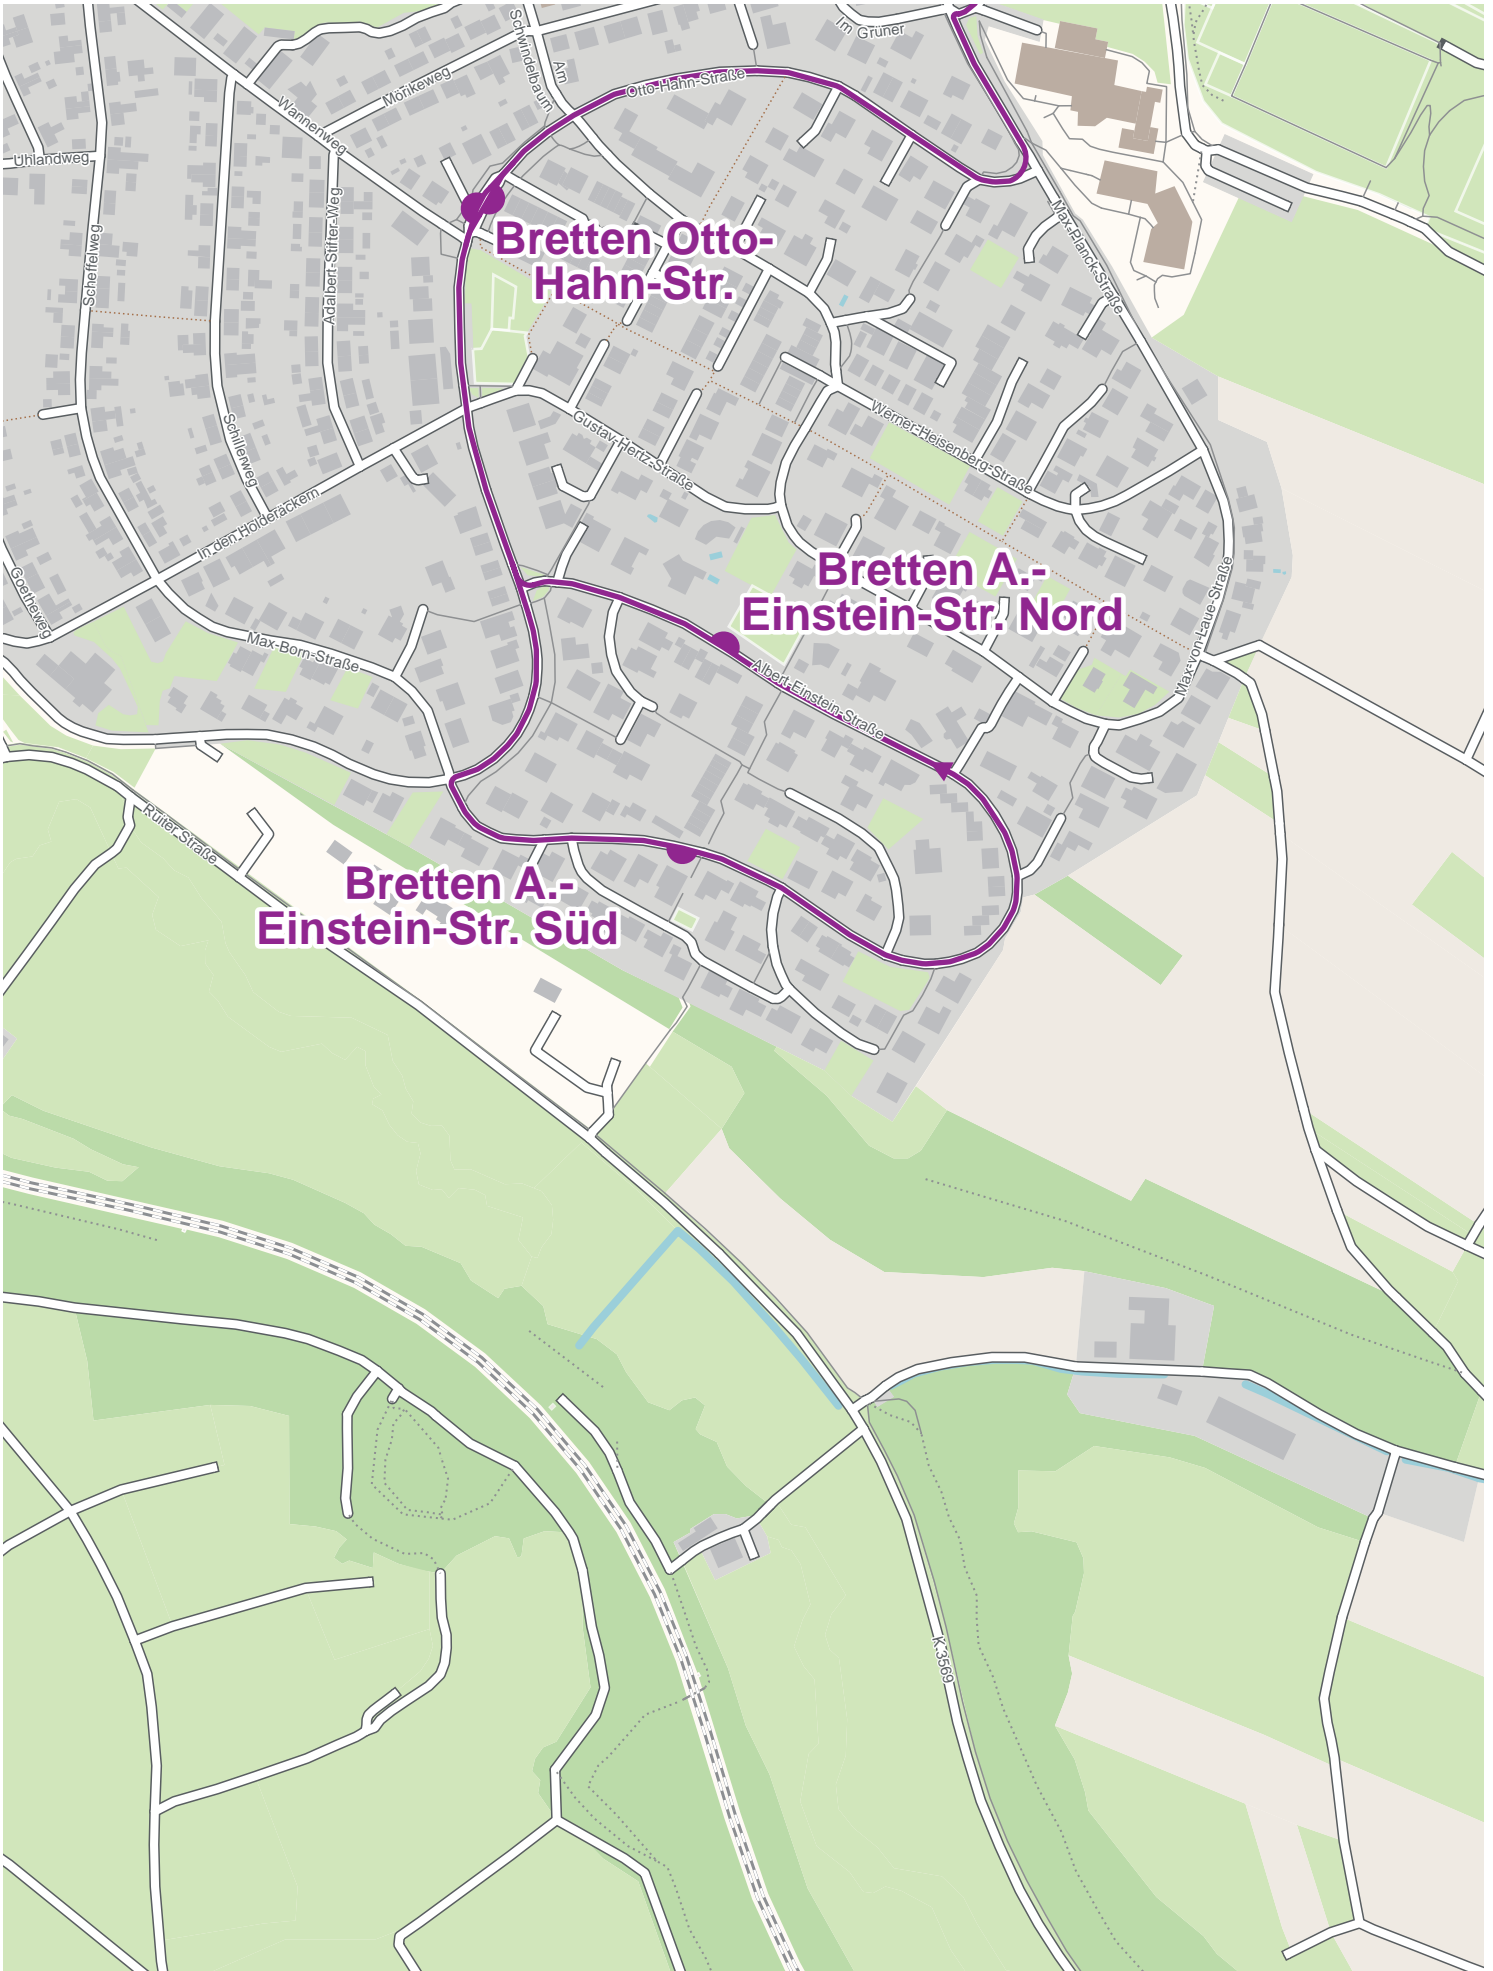 Im Grüner
Schwindelbaum
Am
Otto-Hahn-Straße
Mörikeweg
Wannenweg
Uhlandweg
Scheffelweg
Adalbert-Stifter-Weg
Max-Planck-Straße
Bretten Otto-
Hahn-Str.
Schillerweg
Gustav-Hertz-Straße
Werner-Heisenberg-Straße
In den Hölderäckern
Goetheweg
Bretten A.-
Einstein-Str. Nord
Max-von-Laue-Straße
Max-Born-Straße
Albert-Einstein-Straße
Ruiter Straße
Bretten A.-
Einstein-Str. Süd
K 3569